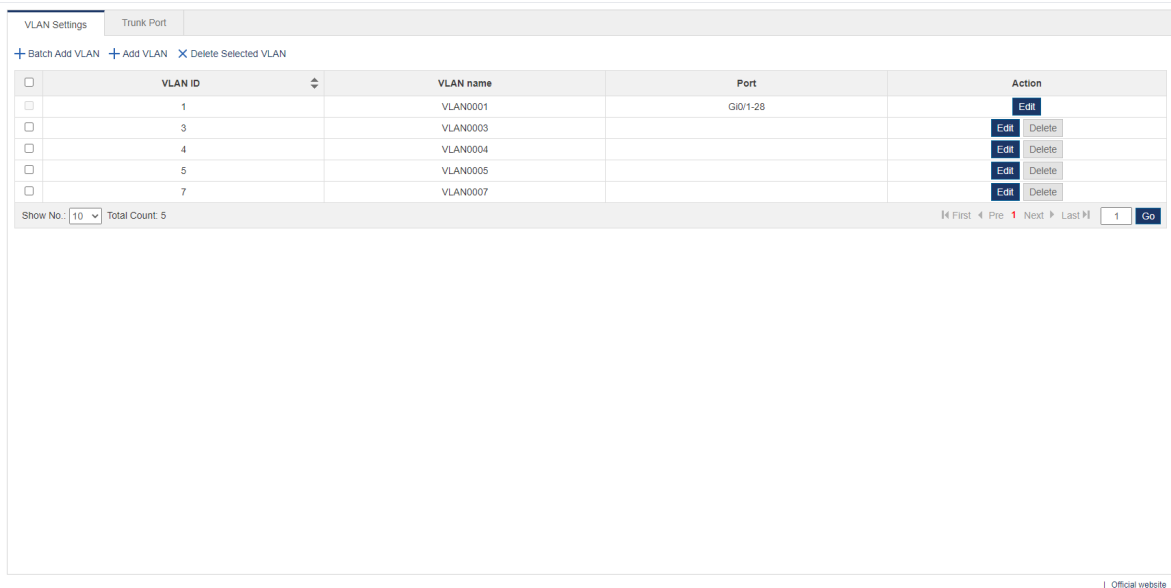 VLAN Settings Trunk Port
Batch Add VLAN Add VLAN Delete Selected VLAN
VLAN ID VLAN name Port Action
1 VLAN0001 Gi0/1-28 Edit
3 VLAN0003 Edit Delete
4 VLAN0004 Edit Delete
5 VLAN0005 Edit Delete
7 VLAN0007 Edit Delete
Show No.: 10 Total Count: 5 First Pre 1 Next Last 1 Go
| Official website